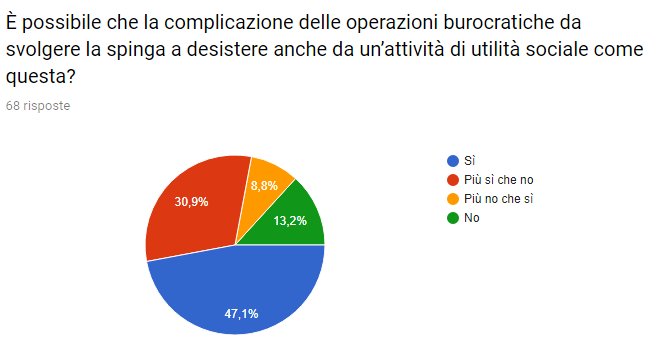 È possibile che la complicazione delle operazioni burocratiche da
svolgere la spinga a desistere anche da un'attività di utilità sociale come
questa?
68 risposte
Sì
Più sì che no
Più no che sì
No
30,9%
8,8%
13,2%
47,1%